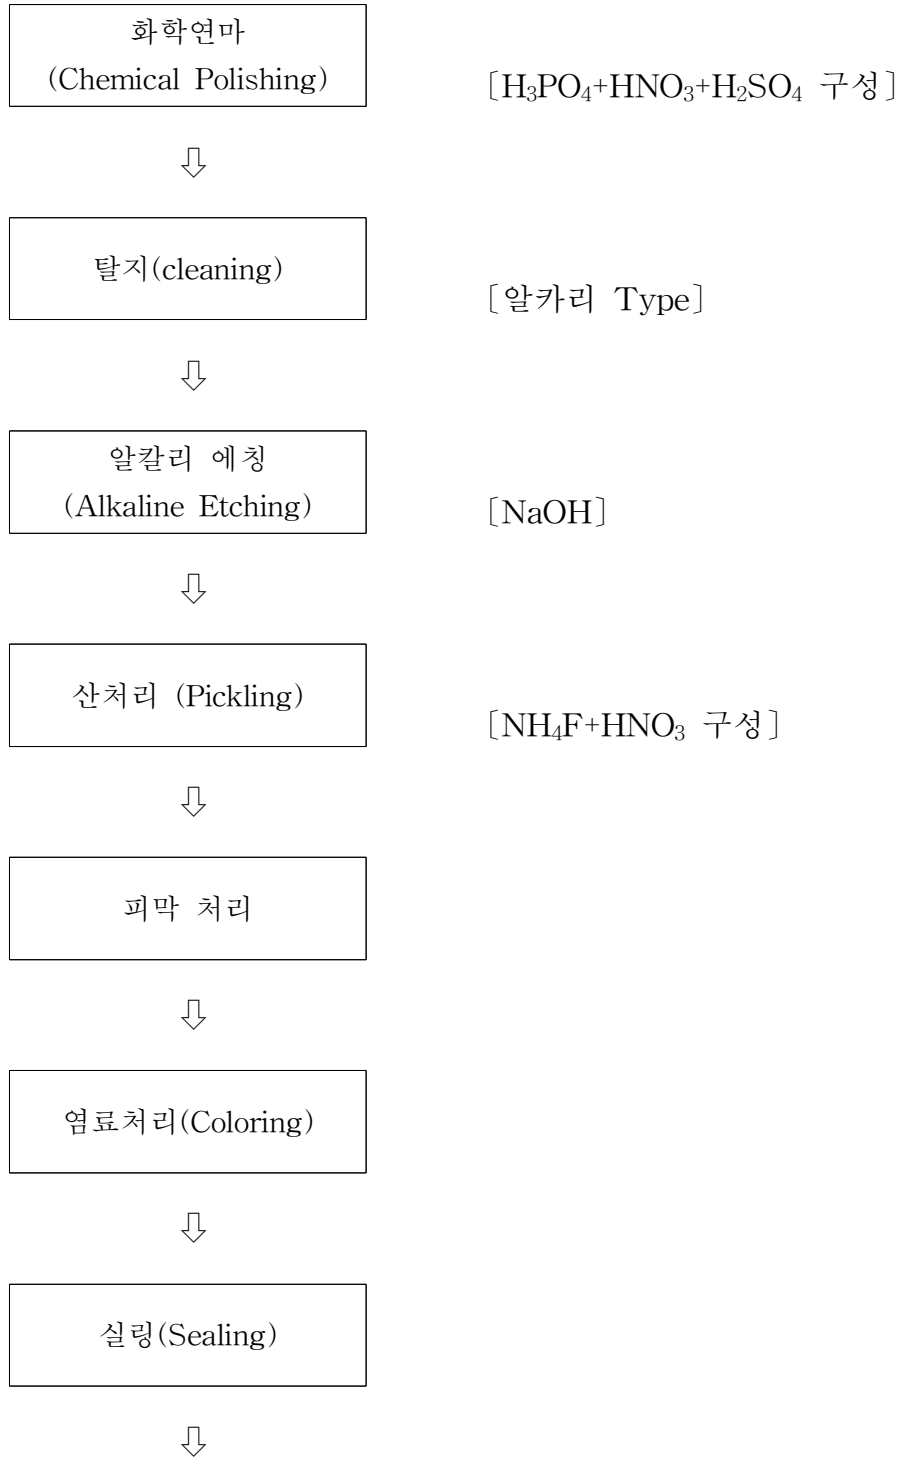 화학연마
(Chemical Polishing)
[H₃PO₄+HNO₃+H₂SO₄ 구성]
⇩
탈지(cleaning)
[알카리 Type]
⇩
알칼리 에칭
(Alkaline Etching)
[NaOH]
⇩
산처리 (Pickling)
[NH₄F+HNO₃ 구성]
⇩
피막 처리
⇩
염료처리(Coloring)
⇩
실링(Sealing)
⇩